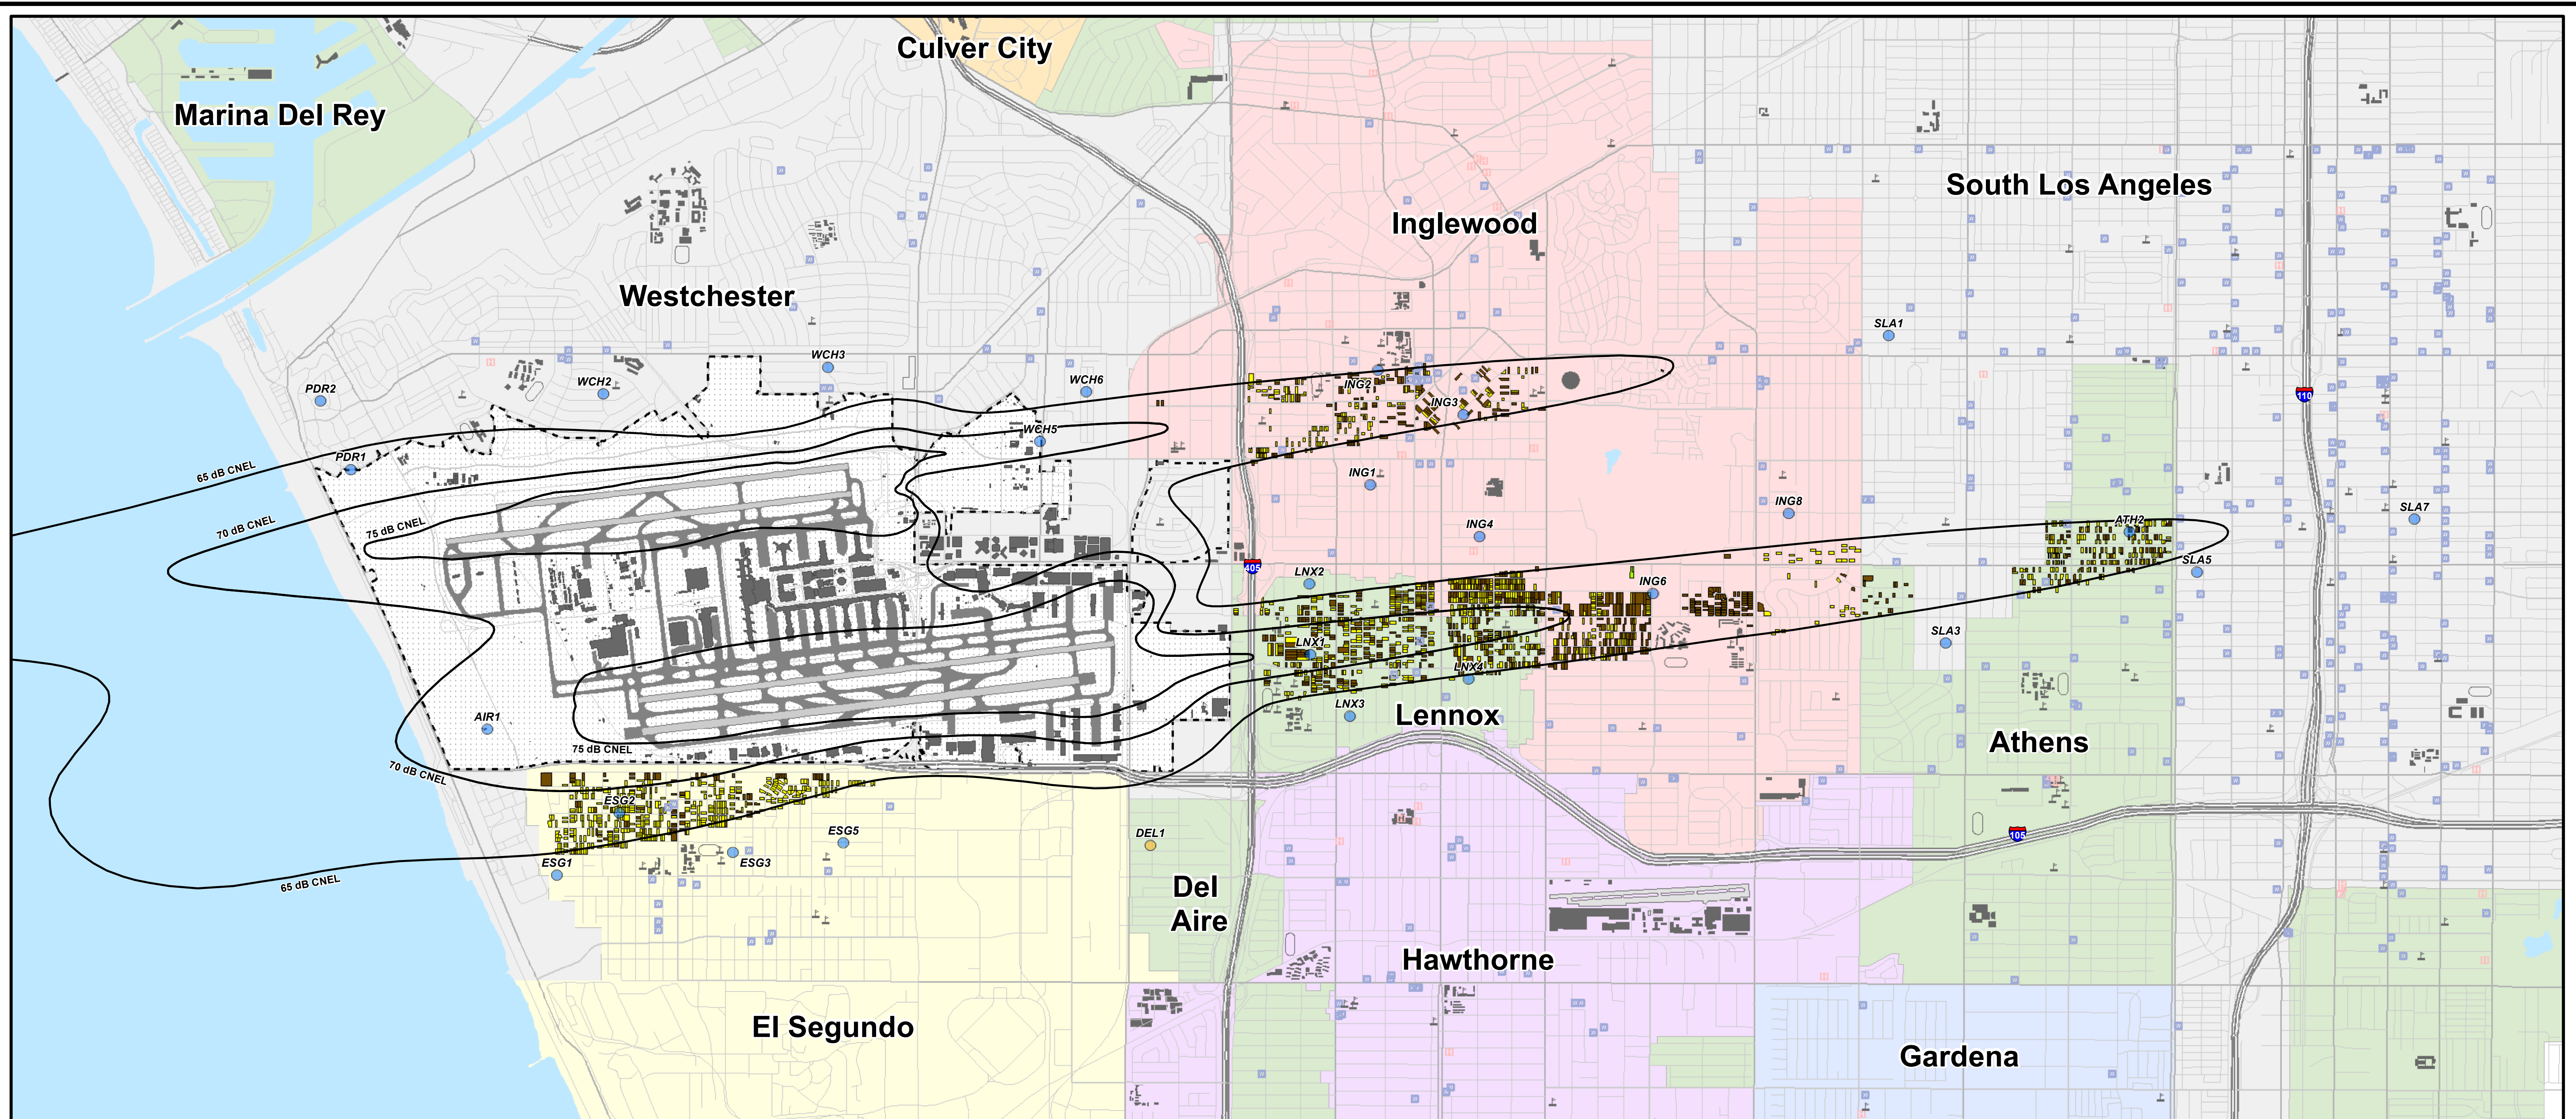 Culver City
Marina Del Rey
South Los Angeles
Inglewood
Westchester
SLA1
WCH3
WCH6
WCH2
PDR2
ING2
ING3
110
WCH5
PDR1
65 dB CNEL
ING1
ING8
SLA7
70 dB CNEL
75 dB CNEL
ING4
ATH2
SLA5
405
LNX2
ING6
SLA3
LNX1
LNX4
LNX3
Lennox
AIR1
Athens
75 dB CNEL
70 dB CNEL
ESG2
ESG5
DEL1
105
ESG1
ESG3
65 dB CNEL
Del
Aire
Hawthorne
El Segundo
Gardena